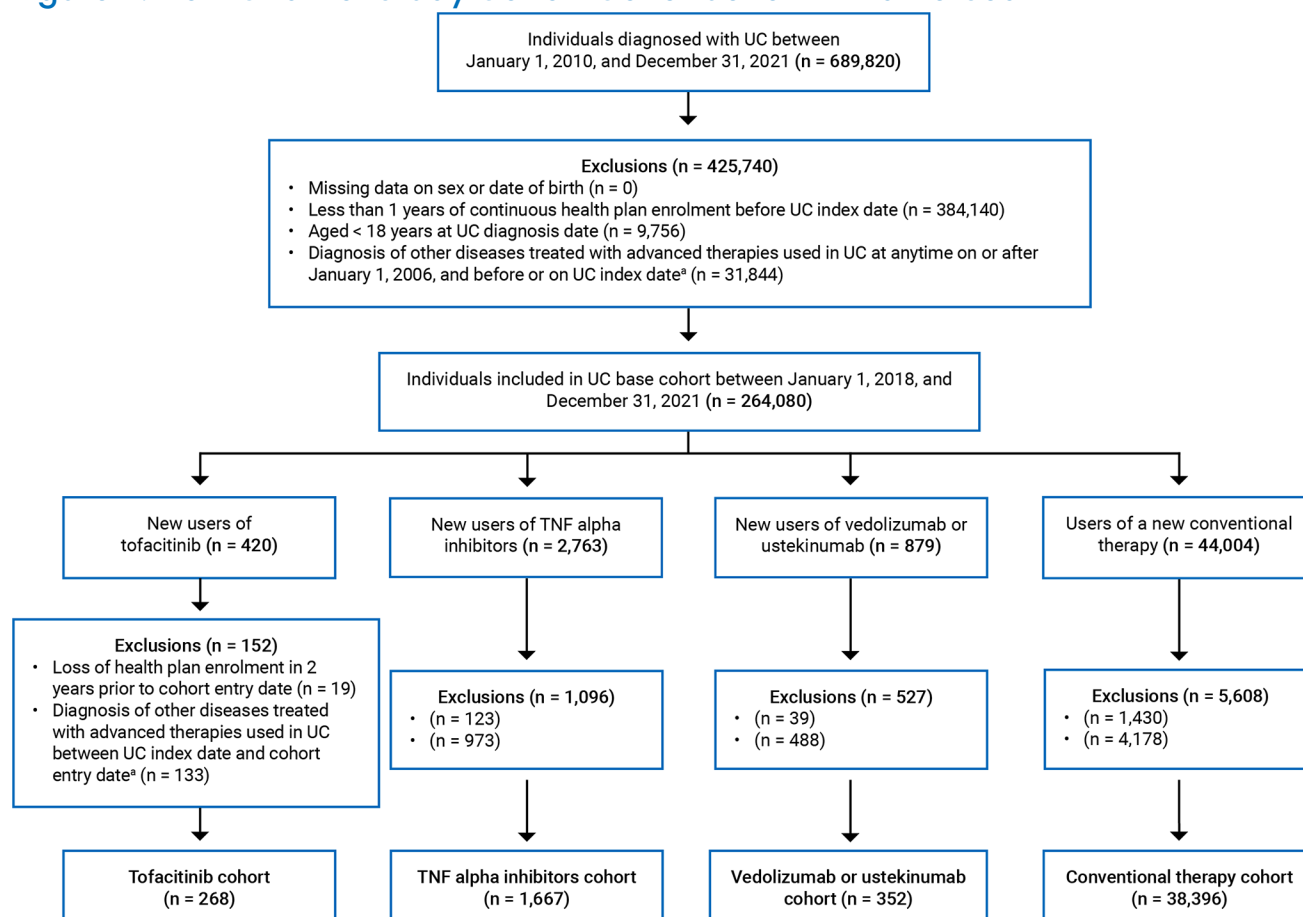 Individuals diagnosed with UC between
January 1, 2010, and December 31, 2021 (n = 689,820)
Exclusions (n = 425,740)
• Missing data on sex or date of birth (n = 0)
• Less than 1 years of continuous health plan enrolment before UC index date (n = 384,140)
• Aged < 18 years at UC diagnosis date (n = 9,756)
• Diagnosis of other diseases treated with advanced therapies used in UC at anytime on or after
January 1, 2006, and before or on UC index dateª (n = 31,844)
Individuals included in UC base cohort between January 1, 2018, and
December 31, 2021 (n = 264,080)
New users of
tofacitinib (n = 420)
New users of TNF alpha
inhibitors (n = 2,763)
New users of vedolizumab or
ustekinumab (n = 879)
Users of a new conventional
therapy (n = 44,004)
Exclusions (n = 152)
• Loss of health plan enrolment in 2
years prior to cohort entry date (n = 19)
• Diagnosis of other diseases treated
with advanced therapies used in UC
between UC index date and cohort
entry dateª (n = 133)
Exclusions (n = 1,096)
• (n = 123)
• (n = 973)
Exclusions (n = 527)
• (n = 39)
• (n = 488)
Exclusions (n = 5,608)
• (n = 1,430)
• (n = 4,178)
Tofacitinib cohort
(n = 268)
TNF alpha inhibitors cohort
(n = 1,667)
Vedolizumab or ustekinumab
cohort (n = 352)
Conventional therapy cohort
(n = 38,396)